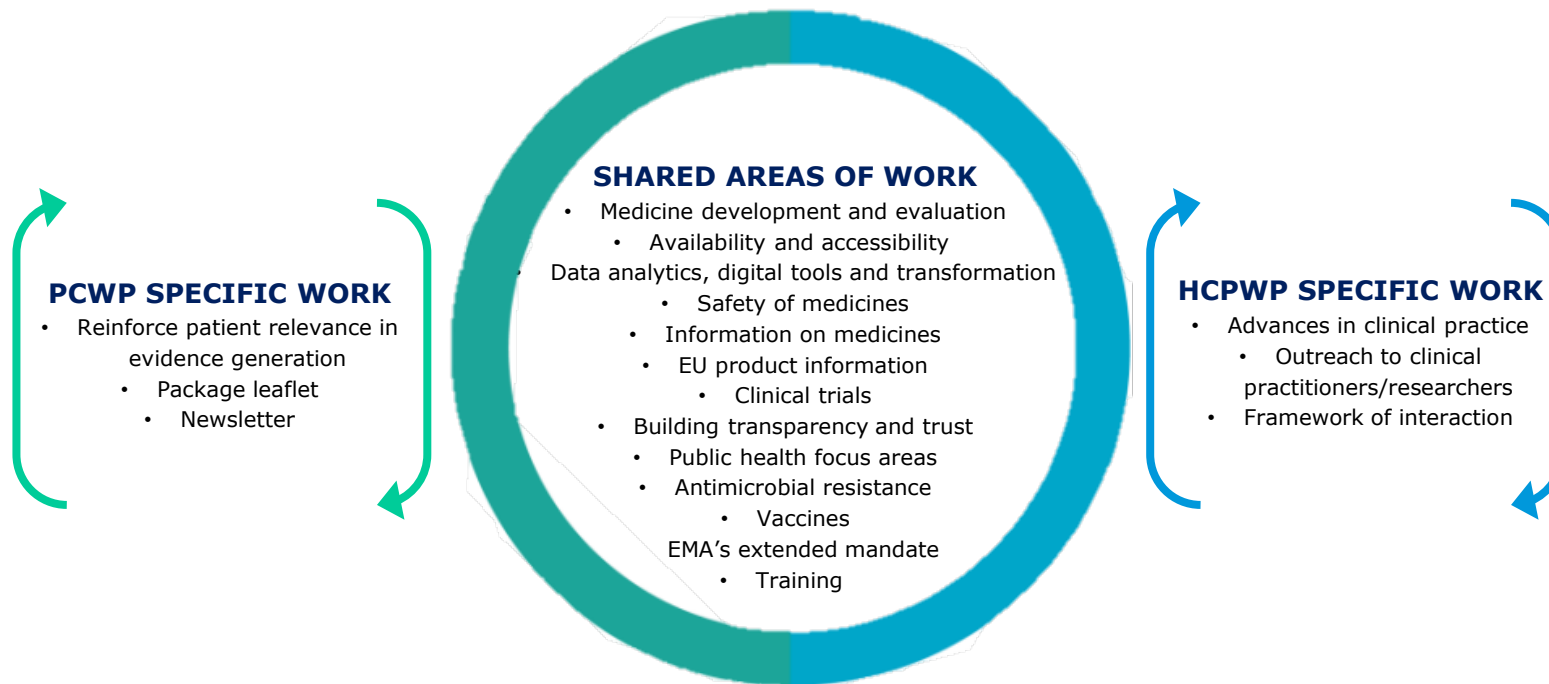 PCWP SPECIFIC WORK
• Reinforce patient relevance in
evidence generation
• Package leaflet
• Newsletter
SHARED AREAS OF WORK
• Medicine development and evaluation
• Availability and accessibility
• Data analytics, digital tools and transformation
• Safety of medicines
• Information on medicines
• EU product information
• Clinical trials
• Building transparency and trust
• Public health focus areas
• Antimicrobial resistance
• Vaccines
EMA’s extended mandate
• Training
HCPWP SPECIFIC WORK
• Advances in clinical practice
• Outreach to clinical
practitioners/researchers
• Framework of interaction